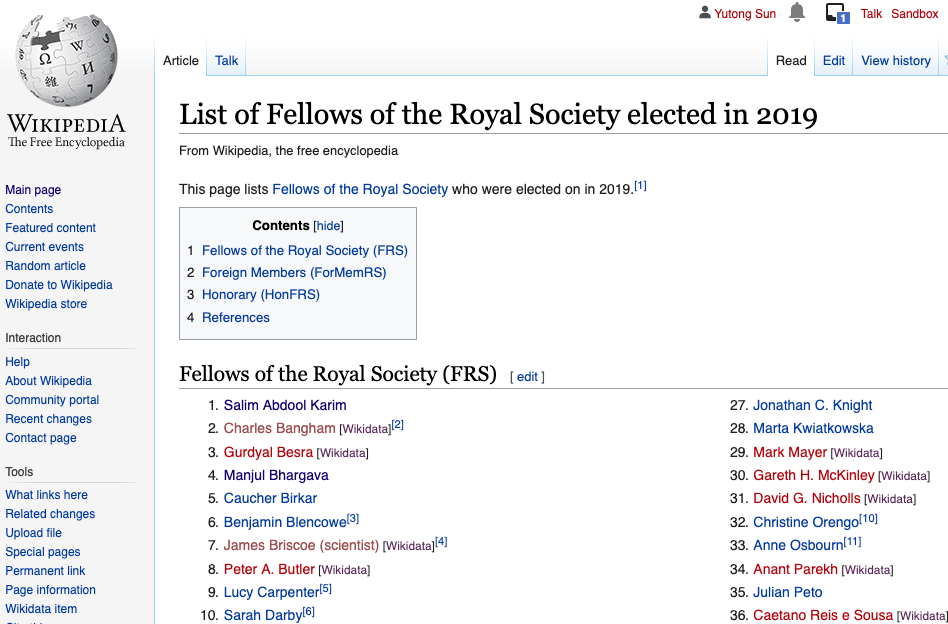 Yutong Sun 1 Talk Sandbox
Article Talk Read Edit View history
Ω W И 維 7
WIKIPEDIA
The Free Encyclopedia
Main page
Contents
Featured content
Current events
Random article
Donate to Wikipedia
Wikipedia store
Interaction
Help
About Wikipedia
Community portal
Recent changes
Contact page
Tools
What links here
Related changes
Upload file
Special pages
Permanent link
Page information
Wikidata item
List of Fellows of the Royal Society elected in 2019
From Wikipedia, the free encyclopedia
This page lists Fellows of the Royal Society who were elected on in 2019.[1]
Contents [hide]
1 Fellows of the Royal Society (FRS)
2 Foreign Members (ForMemRS)
3 Honorary (HonFRS)
4 References
Fellows of the Royal Society (FRS) [ edit ]
1. Salim Abdool Karim
2. Charles Bangham [Wikidata][2]
3. Gurdyal Besra [Wikidata]
4. Manjul Bhargava
5. Caucher Birkar
6. Benjamin Blencowe[3]
7. James Briscoe (scientist) [Wikidata][4]
8. Peter A. Butler [Wikidata]
9. Lucy Carpenter[5]
10. Sarah Darby[6]
27. Jonathan C. Knight
28. Marta Kwiatkowska
29. Mark Mayer [Wikidata]
30. Gareth H. McKinley [Wikidata]
31. David G. Nicholls [Wikidata]
32. Christine Orengo[10]
33. Anne Osbourn[11]
34. Anant Parekh [Wikidata]
35. Julian Peto
36. Caetano Reis e Sousa [Wikidata]